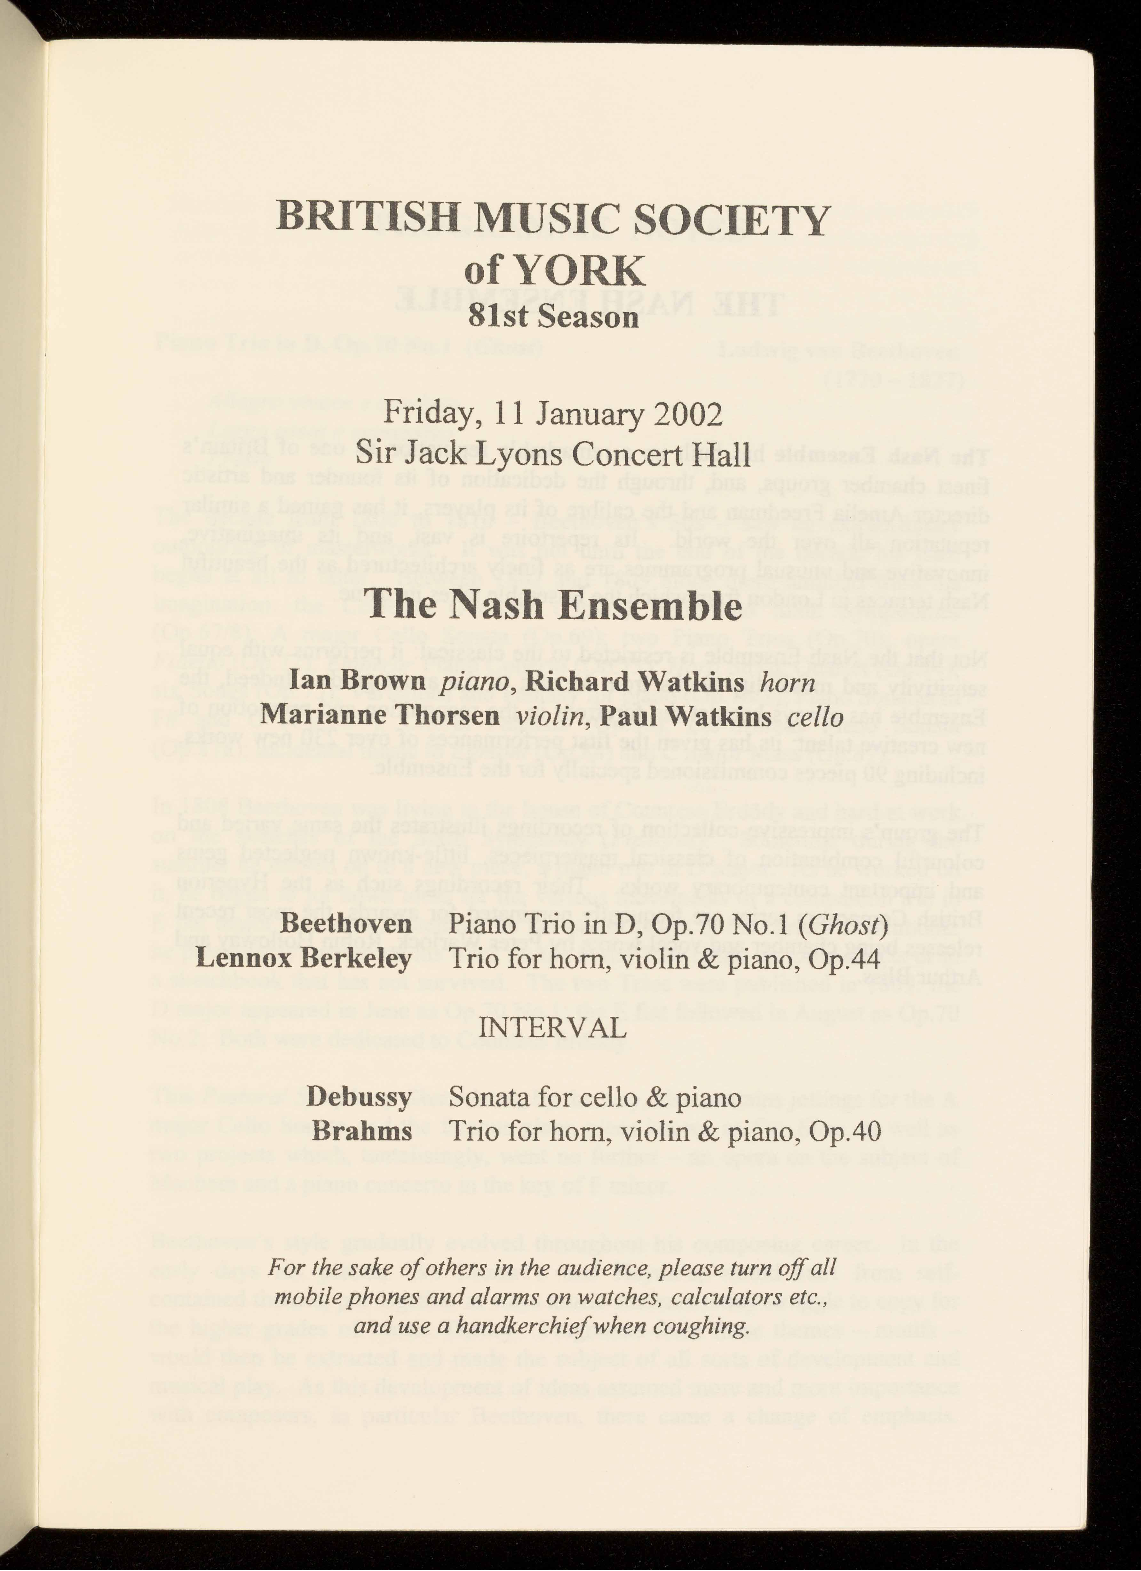 BRITISH MUSIC SOCIETY
of YORK
81st Season
Friday, 11 January 2002
Sir Jack Lyons Concert Hall
The Nash Ensemble
Ian Brown piano, Richard Watkins horn
Marianne Thorsen violin, Paul Watkins cello
Beethoven Piano Trio in D, Op.70 No.1 (Ghost)
Lennox Berkeley Trio for horn, violin & piano, Op.44
INTERVAL
Debussy Sonata for cello & piano
Brahms Trio for horn, violin & piano, Op.40
For the sake of others in the audience, please turn off all
mobile phones and alarms on watches, calculators etc.,
and use a handkerchief when coughing.